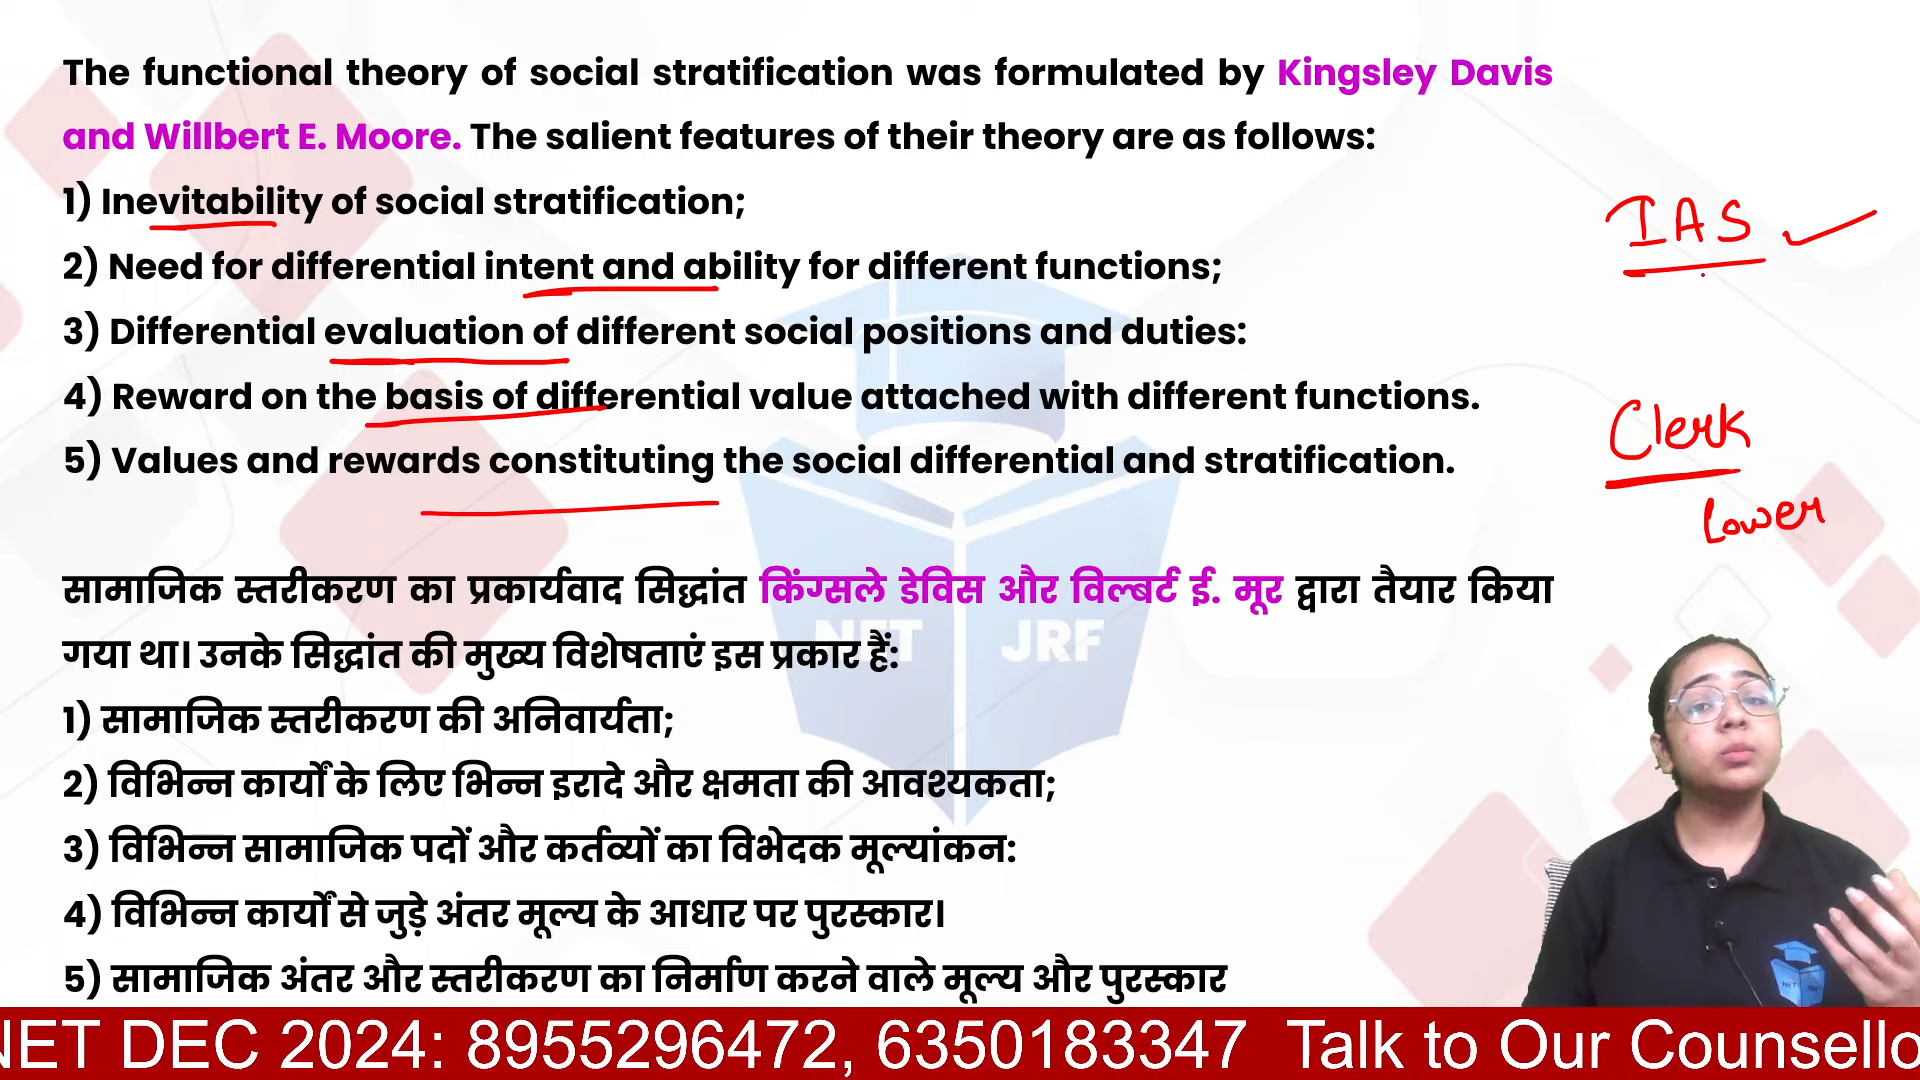 The functional theory of social stratification was formulated by Kingsley Davis
and Willbert E. Moore. The salient features of their theory are as follows:
1) Inevitability of social stratification;
2) Need for differential intent and ability for different functions;
3) Differential evaluation of different social positions and duties:
4) Reward on the basis of differential value attached with different functions.
5) Values and rewards constituting the social differential and stratification.
IAS
Clerk
Lower
सामाजिक स्तरीकरण का प्रकार्यवाद सिद्धांत किंग्सले डेविस और विल्बर्ट ई. मूर द्वारा तैयार किया
गया था। उनके सिद्धांत की मुख्य विशेषताएं इस प्रकार हैं:
1) सामाजिक स्तरीकरण की अनिवार्यता;
2) विभिन्न कार्यों के लिए भिन्न इरादे और क्षमता की आवश्यकता;
3) विभिन्न सामाजिक पदों और कर्तव्यों का विभेदक मूल्यांकन:
4) विभिन्न कार्यों से जुड़े अंतर मूल्य के आधार पर पुरस्कार।
5) सामाजिक अंतर और स्तरीकरण का निर्माण करने वाले मूल्य और पुरस्कार
NET JRF
NET DEC 2024: 8955296472, 6350183347 Talk to Our Counsello